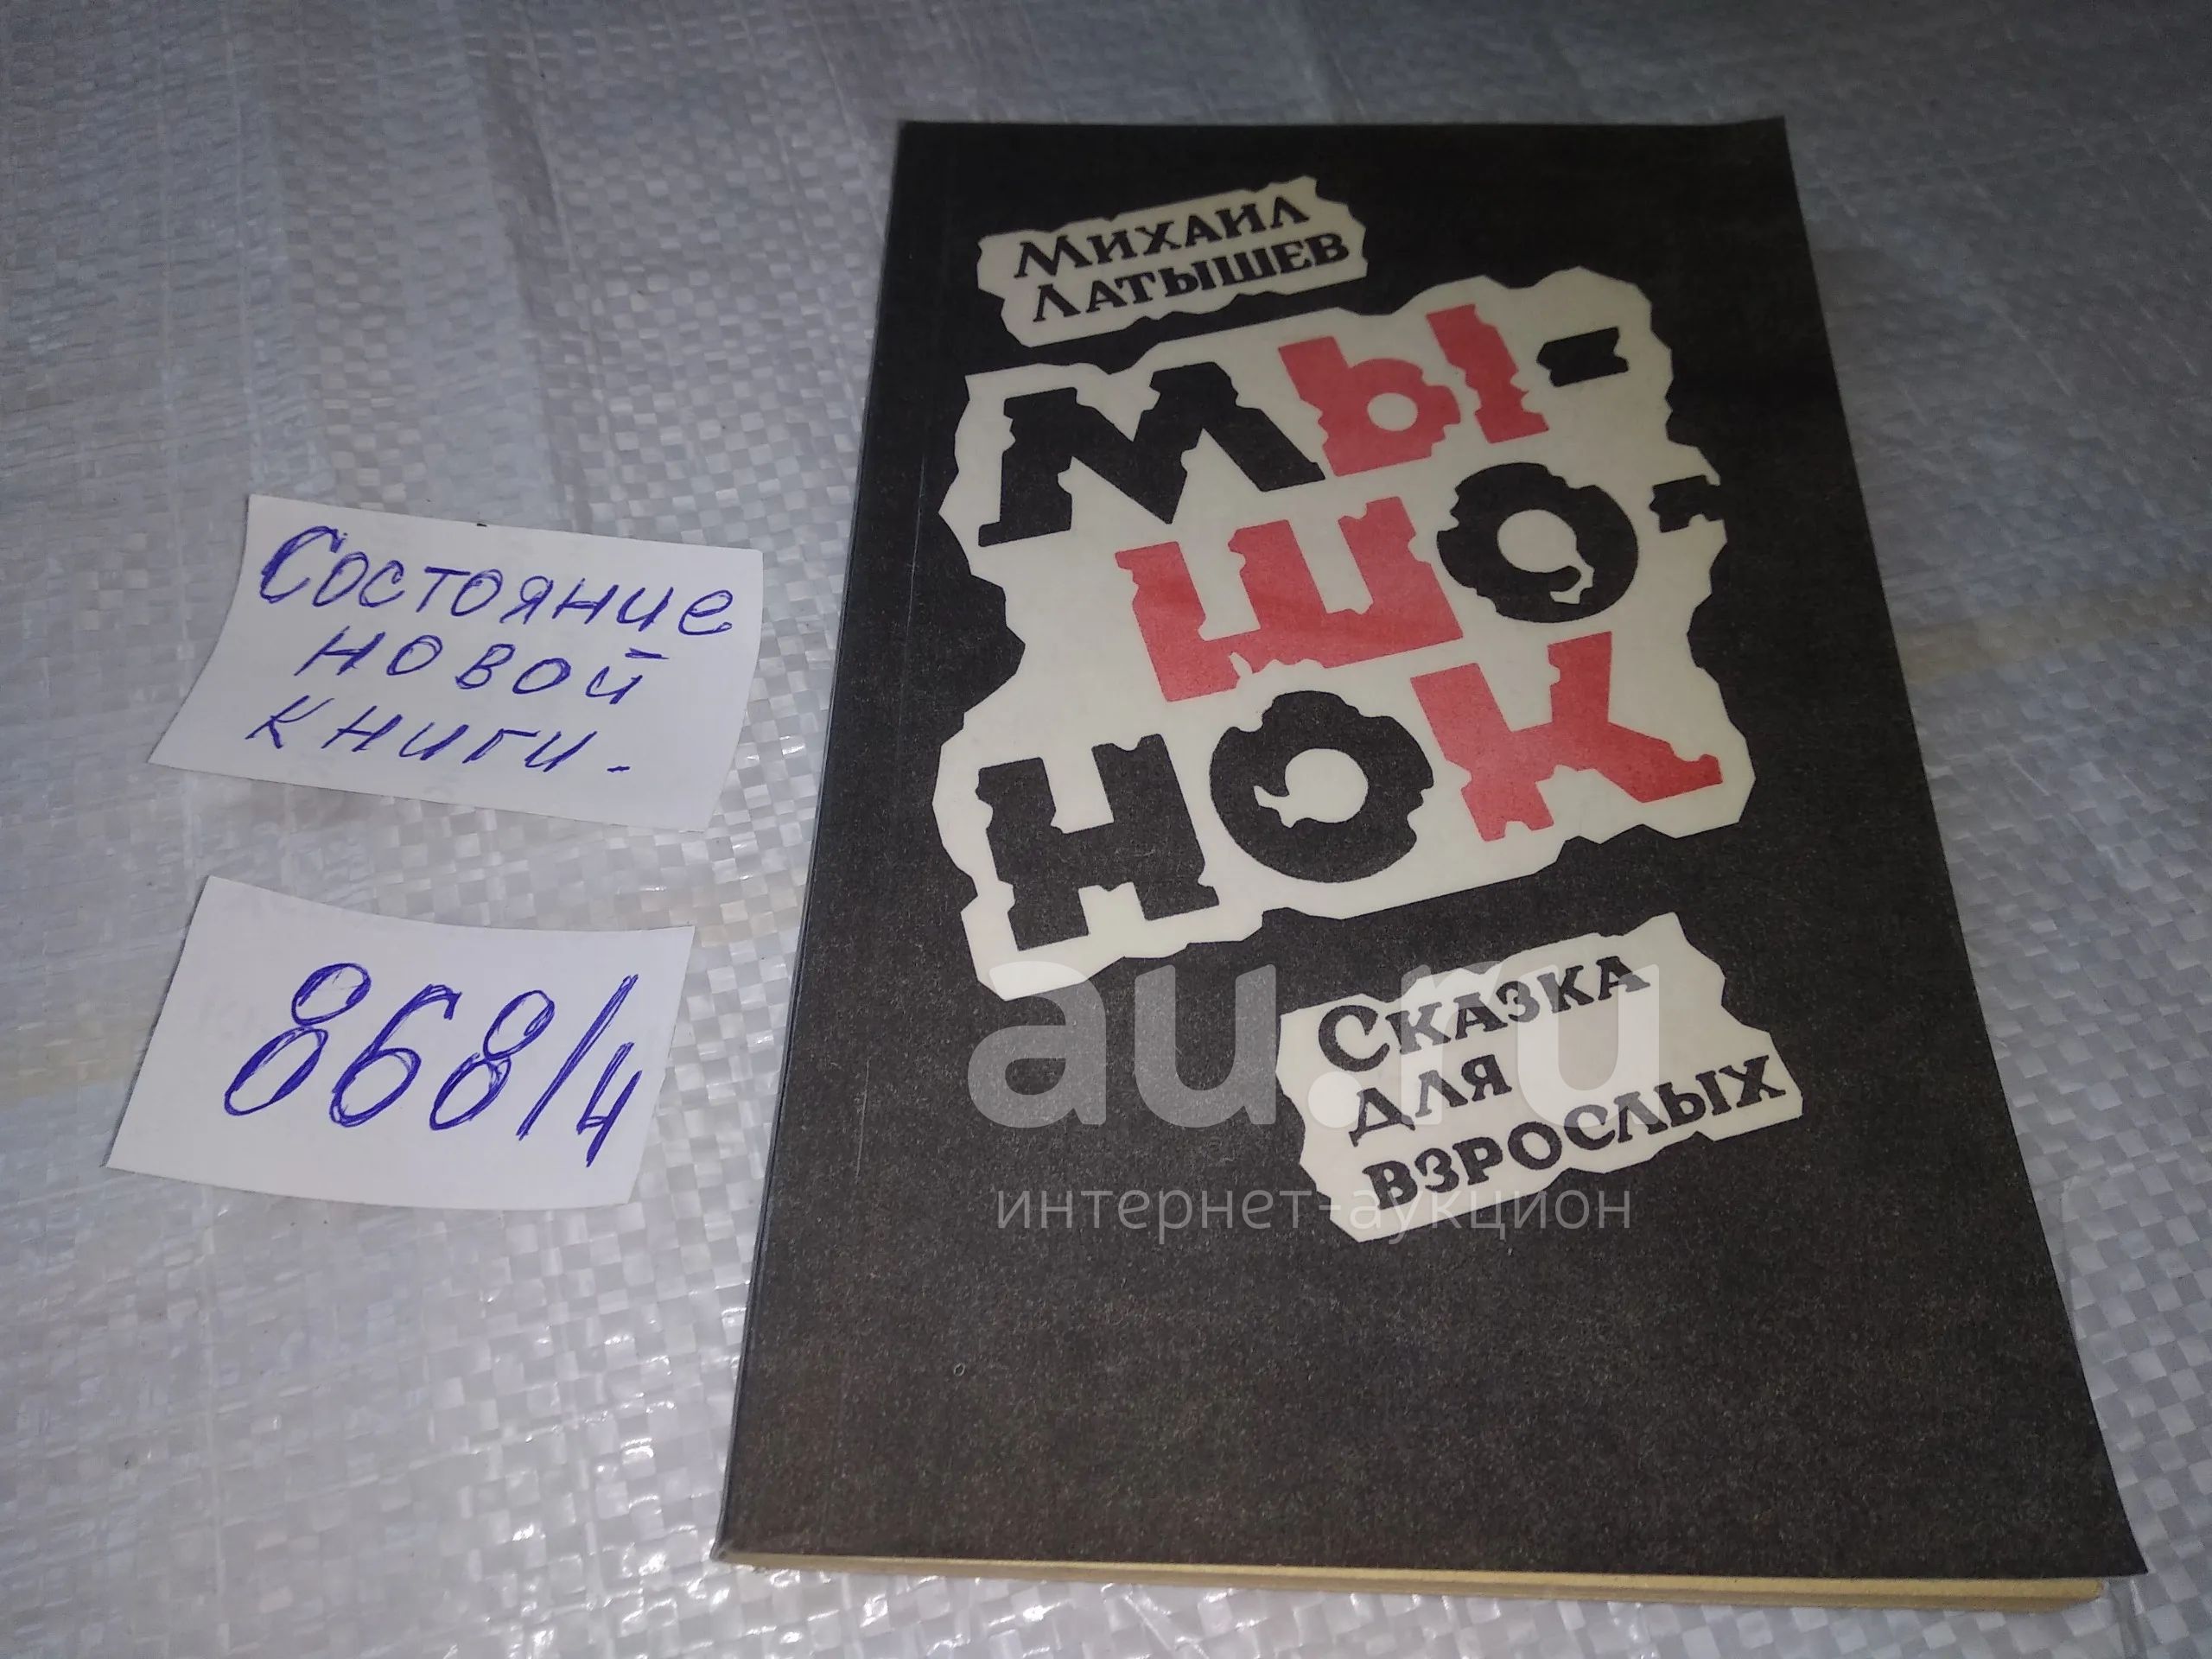 Михаил
Латышев
Мы-
шо-
нок
Сказка
для
взрослых
Состояние
новой
книги.
868/4
au.ru
интернет-аукцион